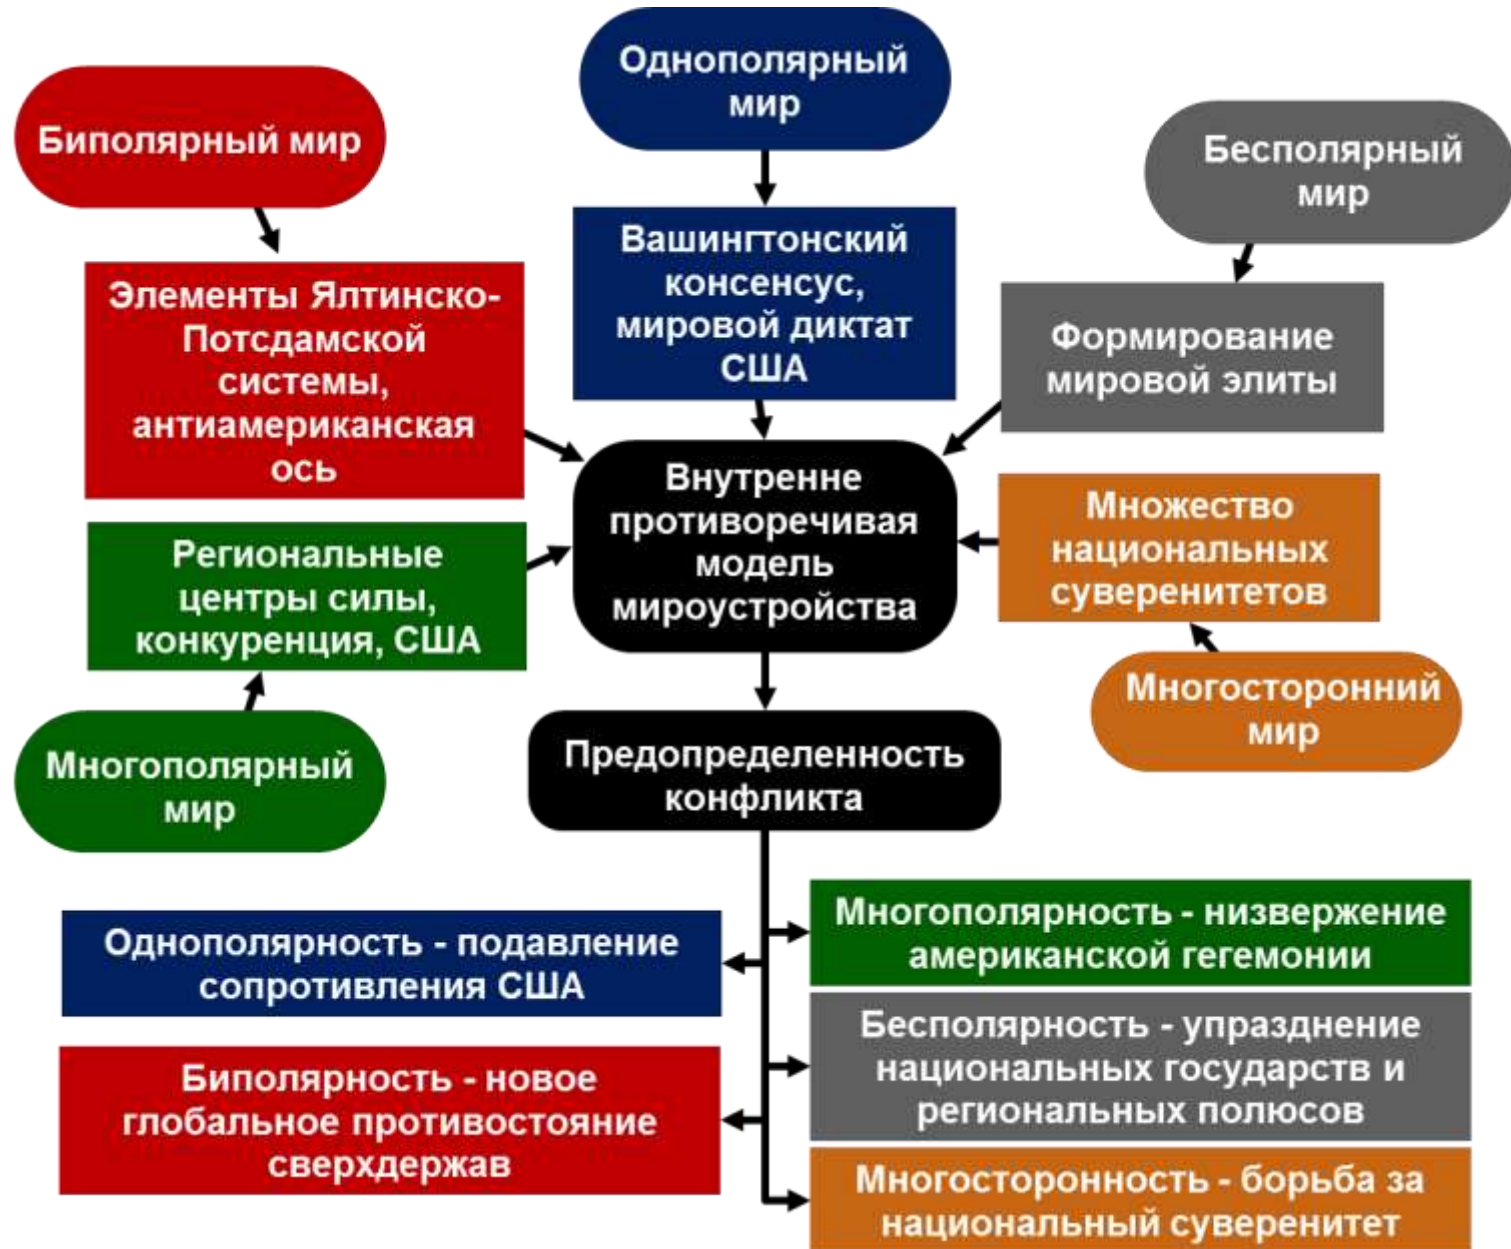 Однополярный
мир
Биполярный мир
Бесполярный
мир
Вашингтонский
консенсус,
мировой диктат
США
Элементы Ялтинско-
Потсдамской
системы,
антиамериканская
ось
Формирование
мировой элиты
Внутренне
противоречивая
модель
мироустройства
Множество
национальных
суверенитетов
Региональные
центры силы,
конкуренция, США
Многосторонний
мир
Многополярный
мир
Предопределенность
конфликта
Однополярность - подавление
сопротивления США
Биполярность - новое
глобальное противостояние
сверхдержав
Многополярность - низвержение
американской гегемонии
Бесполярность - упразднение
национальных государств и
региональных полюсов
Многосторонность - борьба за
национальный суверенитет